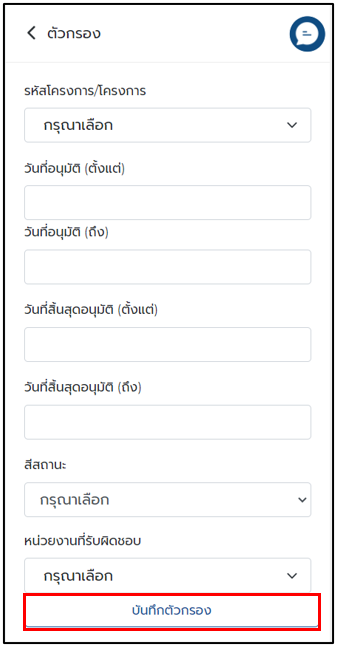 ตัวกรอง
รหัสโครงการ/โครงการ
กรุณาเลือก
วันที่อนุมัติ (ตั้งแต่)
วันที่อนุมัติ (ถึง)
วันที่สิ้นสุดอนุมัติ (ตั้งแต่)
วันที่สิ้นสุดอนุมัติ (ถึง)
สีสถานะ
กรุณาเลือก
หน่วยงานที่รับผิดชอบ
กรุณาเลือก
บันทึกตัวกรอง